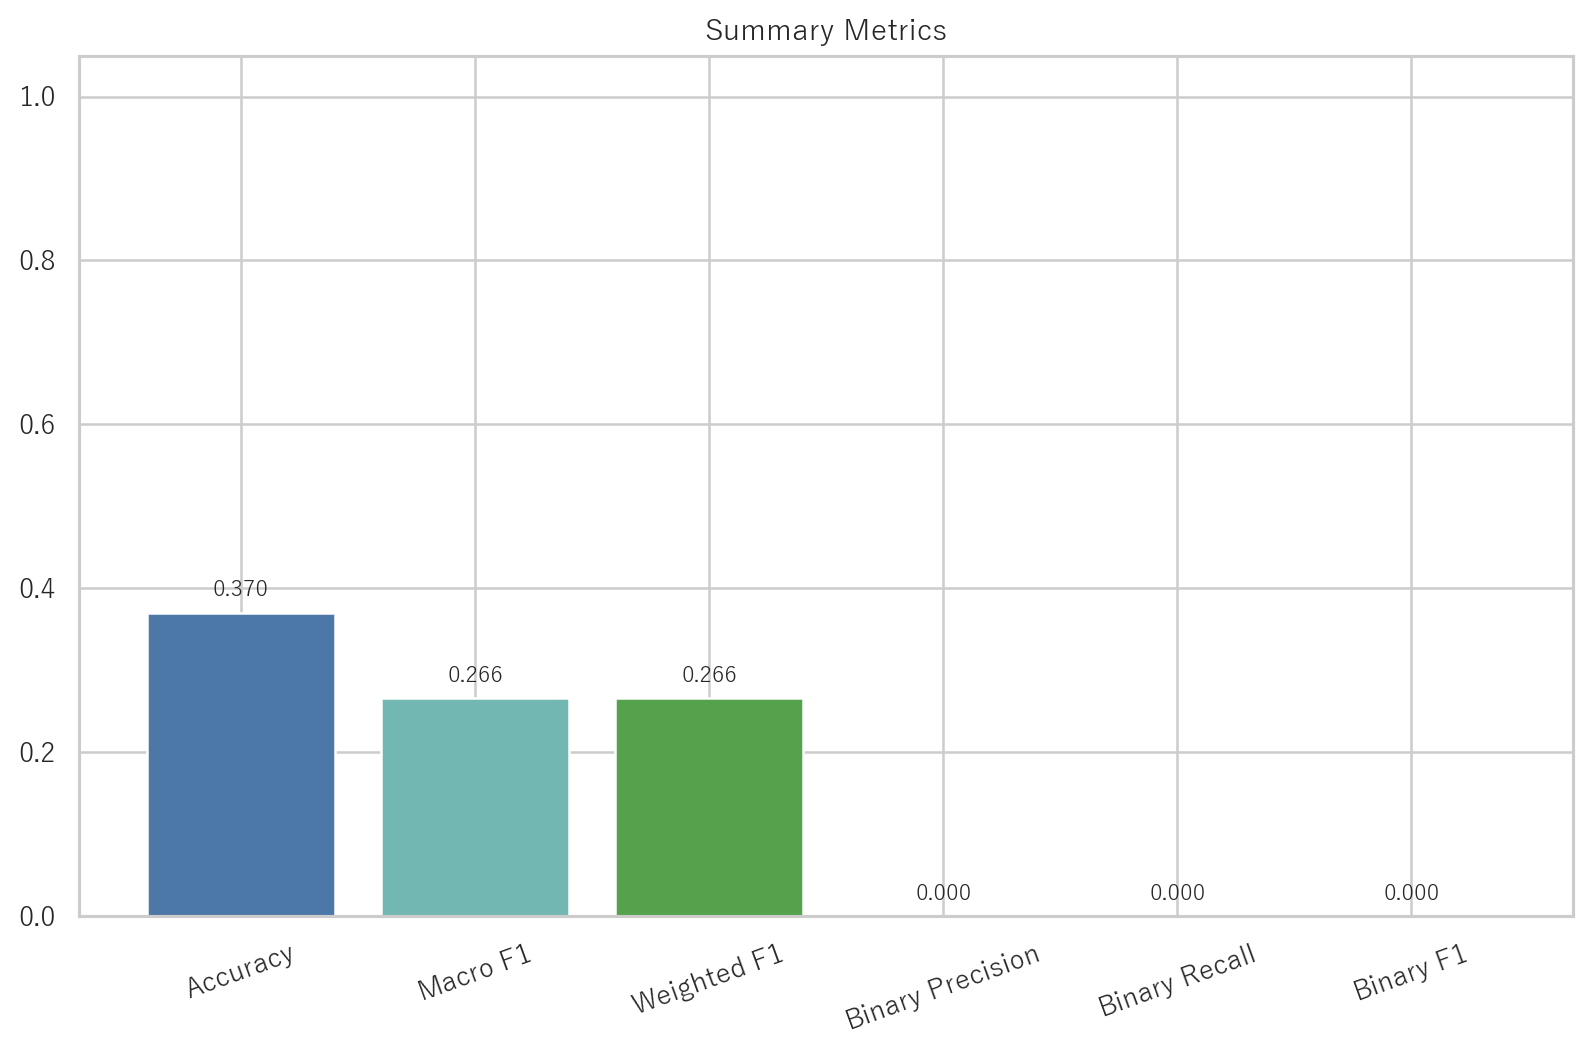 Summary Metrics
1.0
0.8
0.6
0.4
0.2
0.0
0.370
0.266
0.266
0.000
0.000
0.000
Accuracy
Macro F1
Weighted F1
Binary Precision
Binary Recall
Binary F1